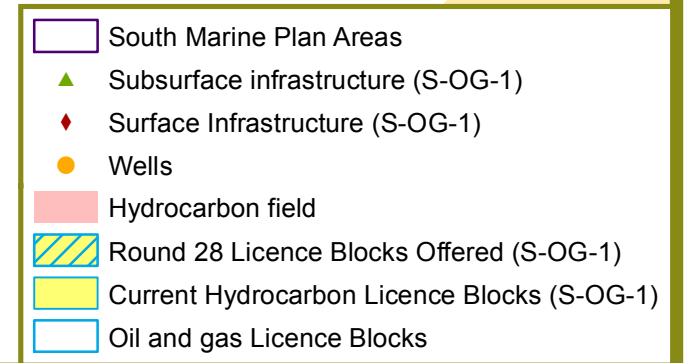 South Marine Plan Areas
Subsurface infrastructure (S-OG-1)
Surface Infrastructure (S-OG-1)
Wells
Hydrocarbon field
Round 28 Licence Blocks Offered (S-OG-1)
Current Hydrocarbon Licence Blocks (S-OG-1)
Oil and gas Licence Blocks